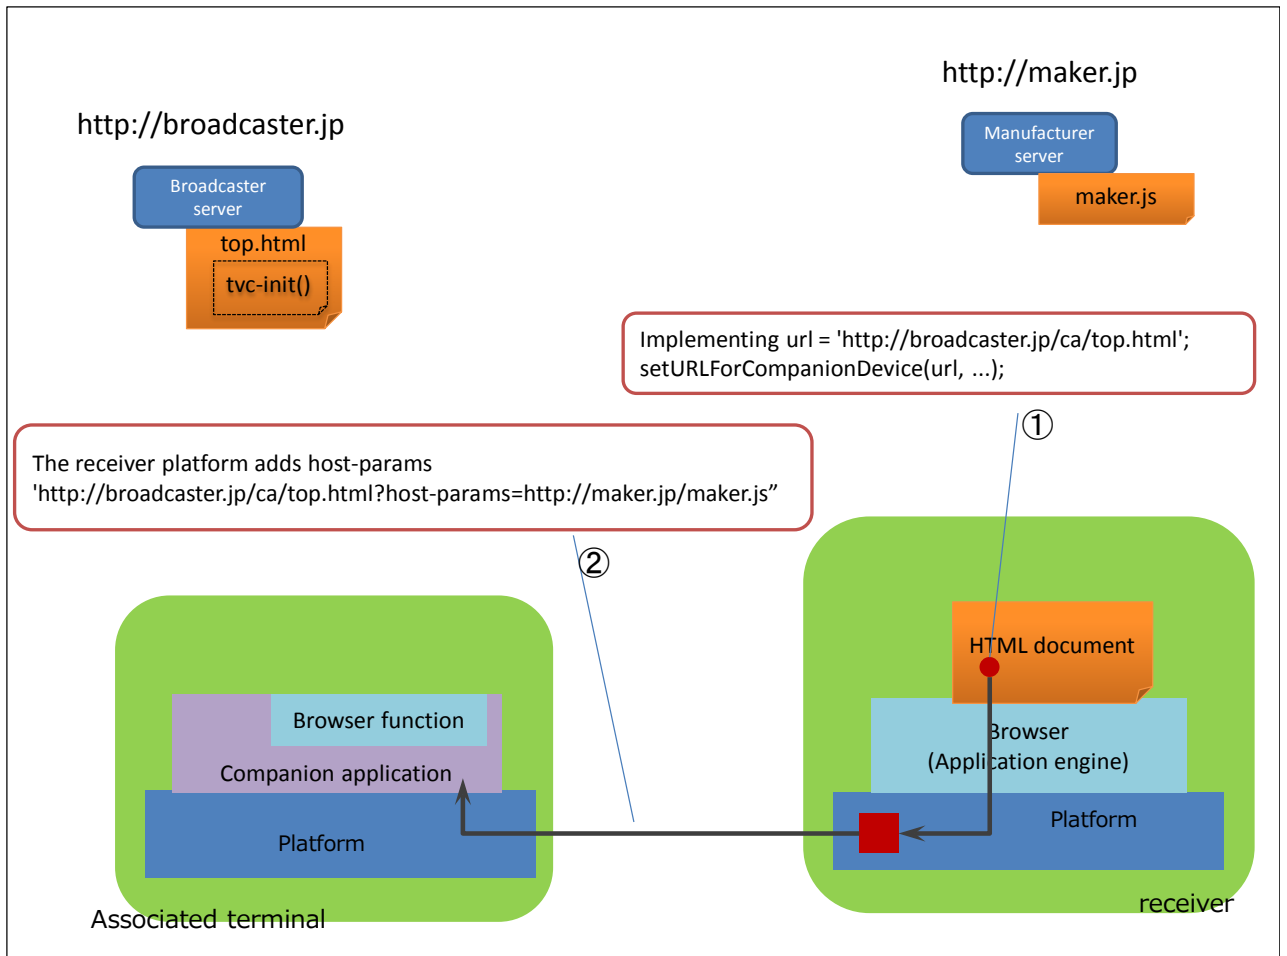 http://maker.jp
http://broadcaster.jp
Manufacturer
server
maker.js
Broadcaster
server
top.html
tvc-init()
Implementing url = 'http://broadcaster.jp/ca/top.html';
setURLForCompanionDevice(url, ...);
①
The receiver platform adds host-params
'http://broadcaster.jp/ca/top.html?host-params=http://maker.jp/maker.js”
②
HTML document
Browser function
Browser
(Application engine)
Companion application
Platform
Platform
receiver
Associated terminal